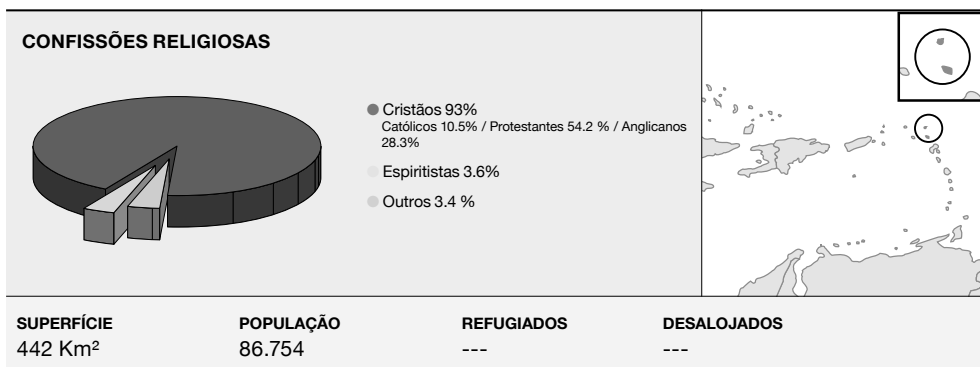 CONFISSÕES RELIGIOSAS
Cristãos 93%
Católicos 10.5% / Protestantes 54.2 % / Anglicanos
28.3%
Espiritistas 3.6%
Outros 3.4 %
SUPERFÍCIE
442 Km²
POPULAÇÃO
86.754
REFUGIADOS
---
DESALOJADOS
---